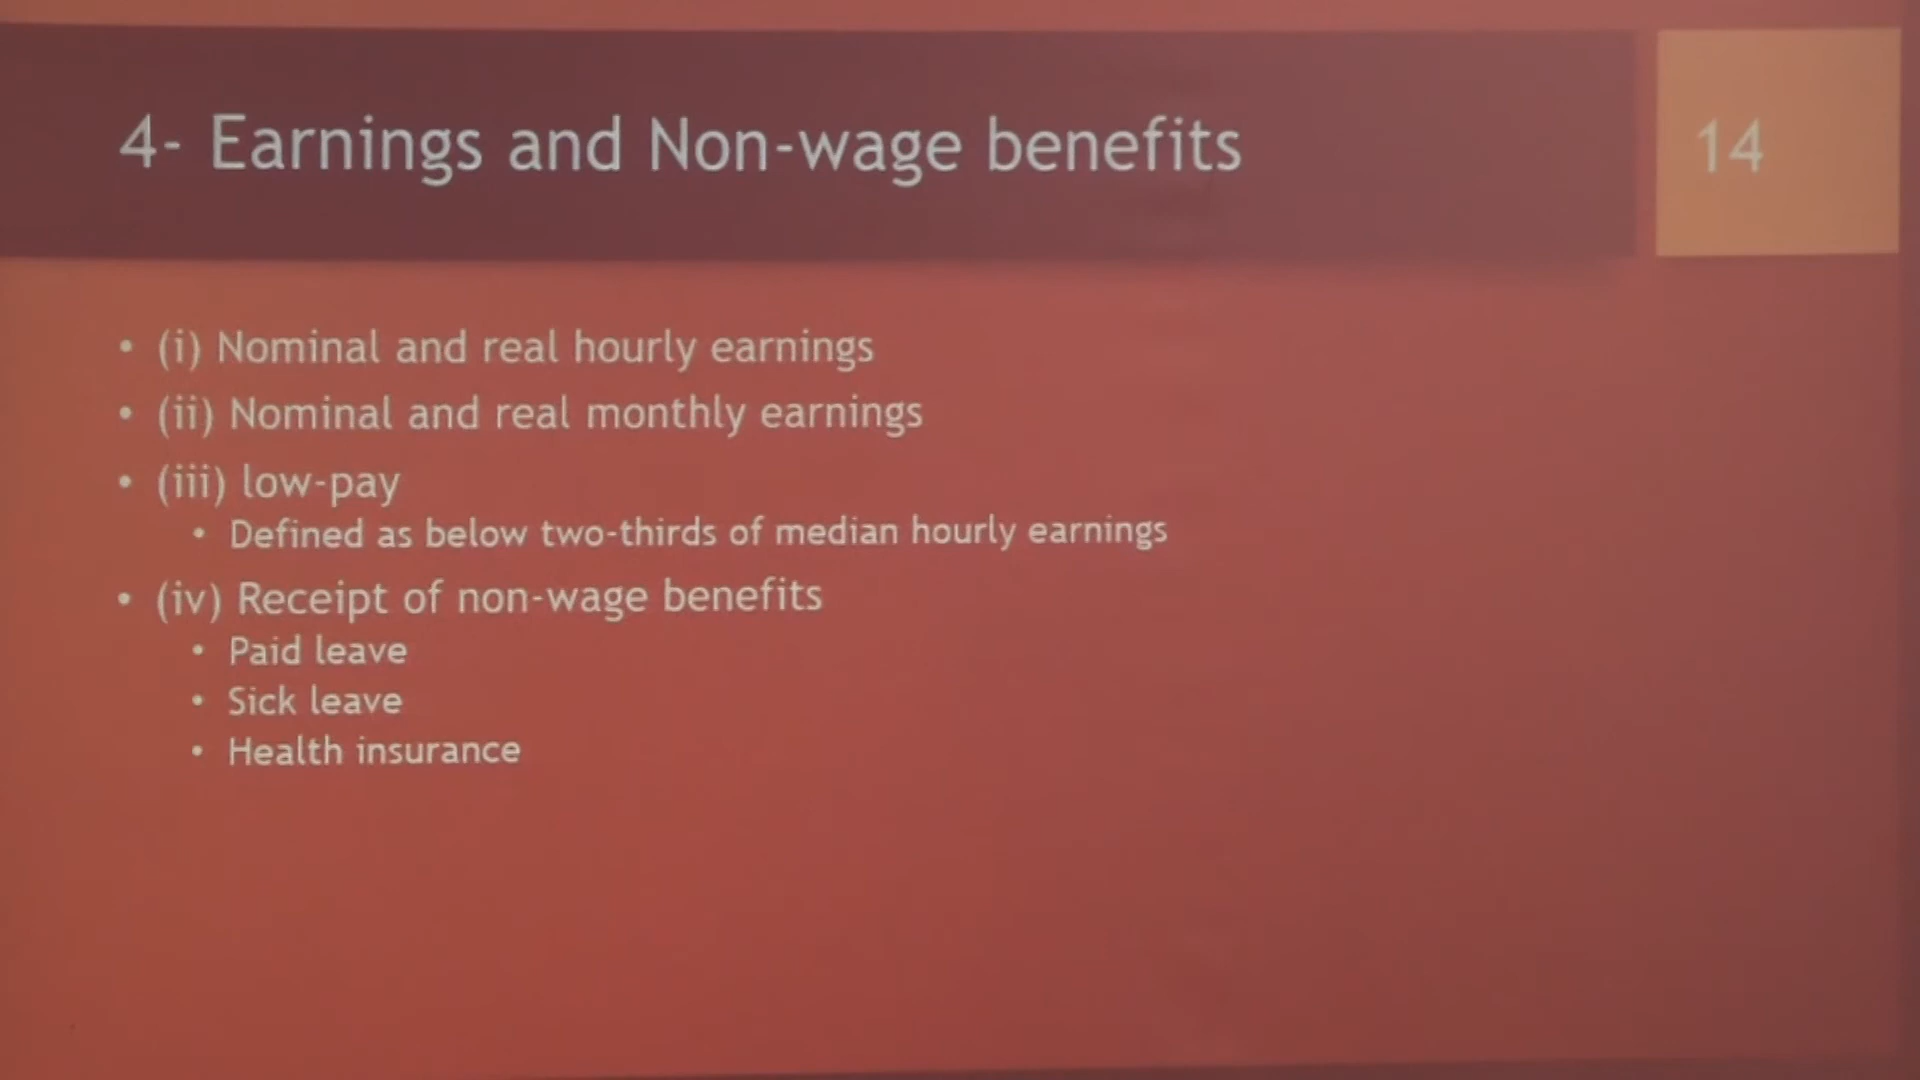 4- Earnings and Non-wage benefits
14
• (i) Nominal and real hourly earnings
• (ii) Nominal and real monthly earnings
• (iii) low-pay
• Defined as below two-thirds of median hourly earnings
• (iv) Receipt of non-wage benefits
• Paid leave
• Sick leave
• Health insurance